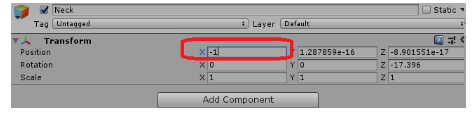 Neck Static
Tag Untagged Layer Default
Transform
Position X -1 Y 1.287859e-16 Z -8.901551e-17
Rotation X 0 Y 0 Z -17.396
Scale X 1 Y 1 Z 1
Add Component